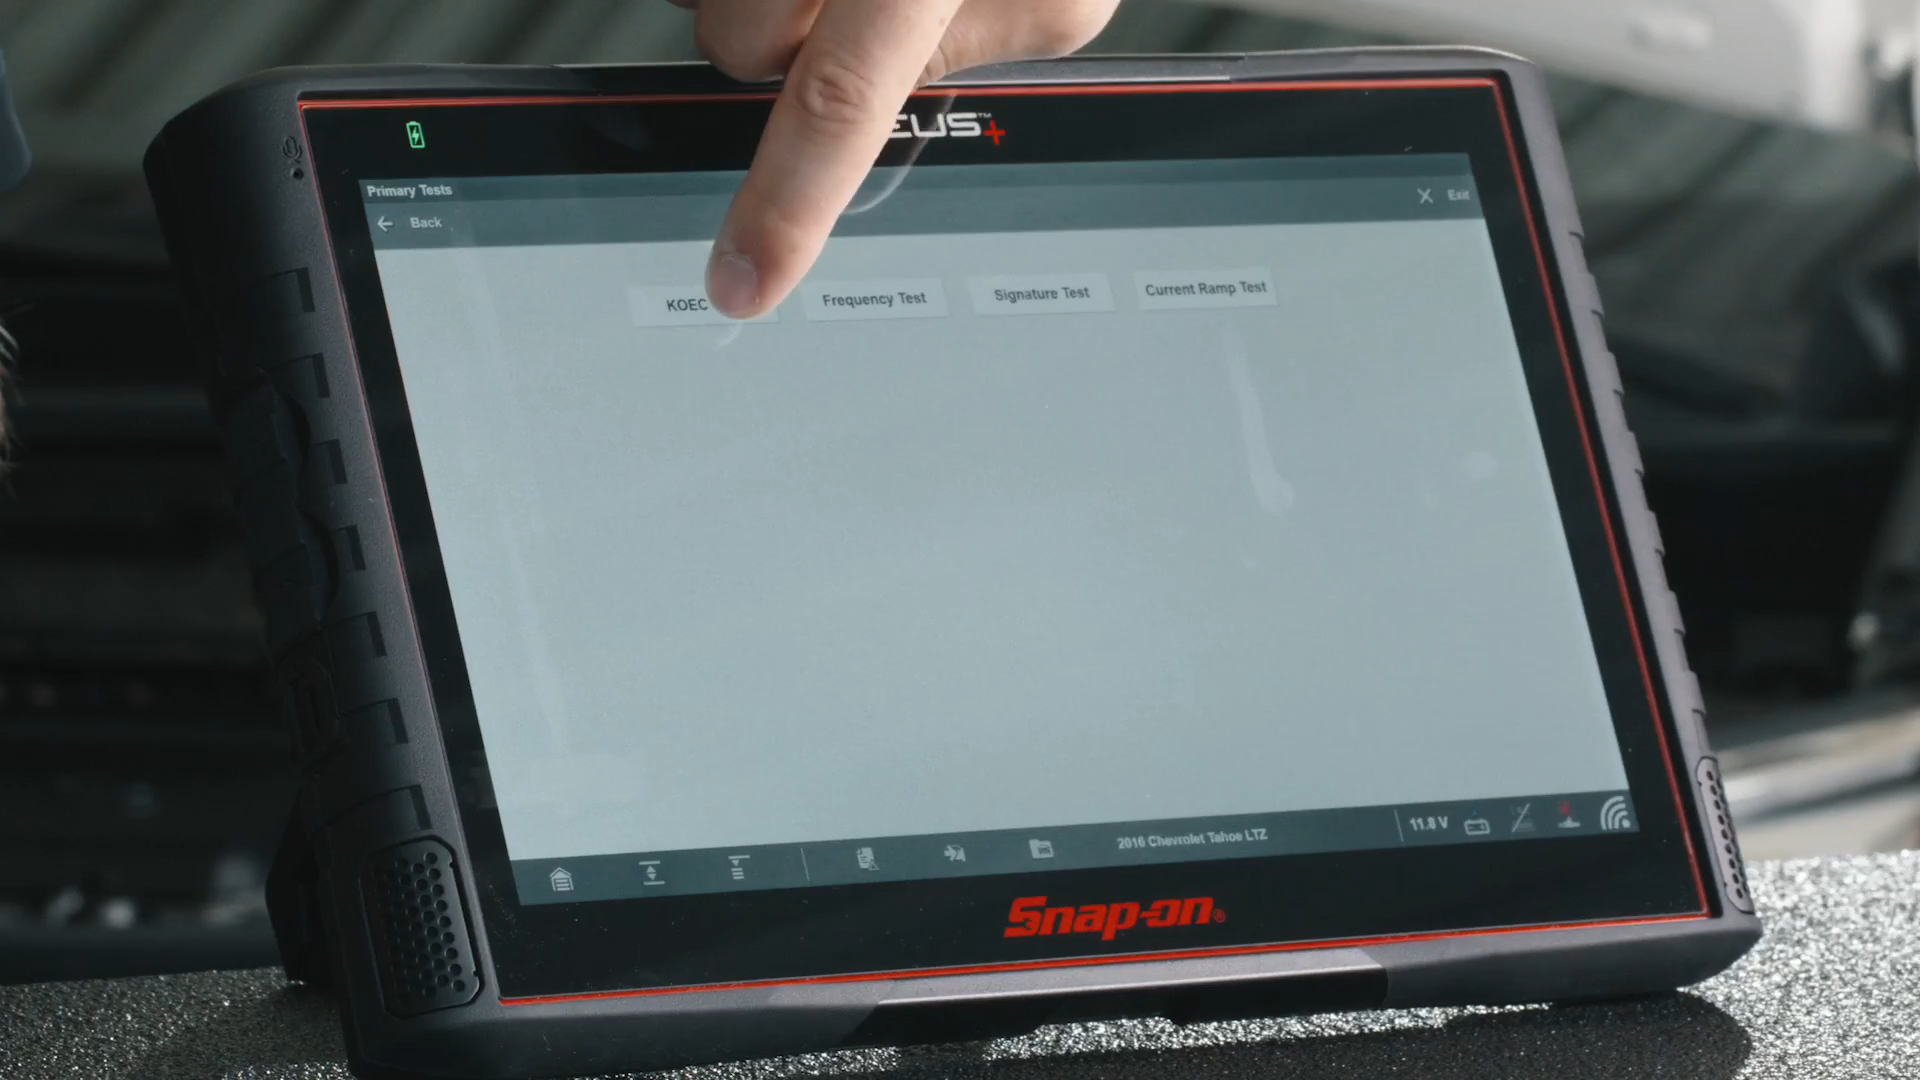 EUS™+
Primary Tests
← Back
X Exit
KOEC
Frequency Test
Signature Test
Current Ramp Test
2016 Chevrolet Tahoe LTZ
11.8 V
Snap-on®